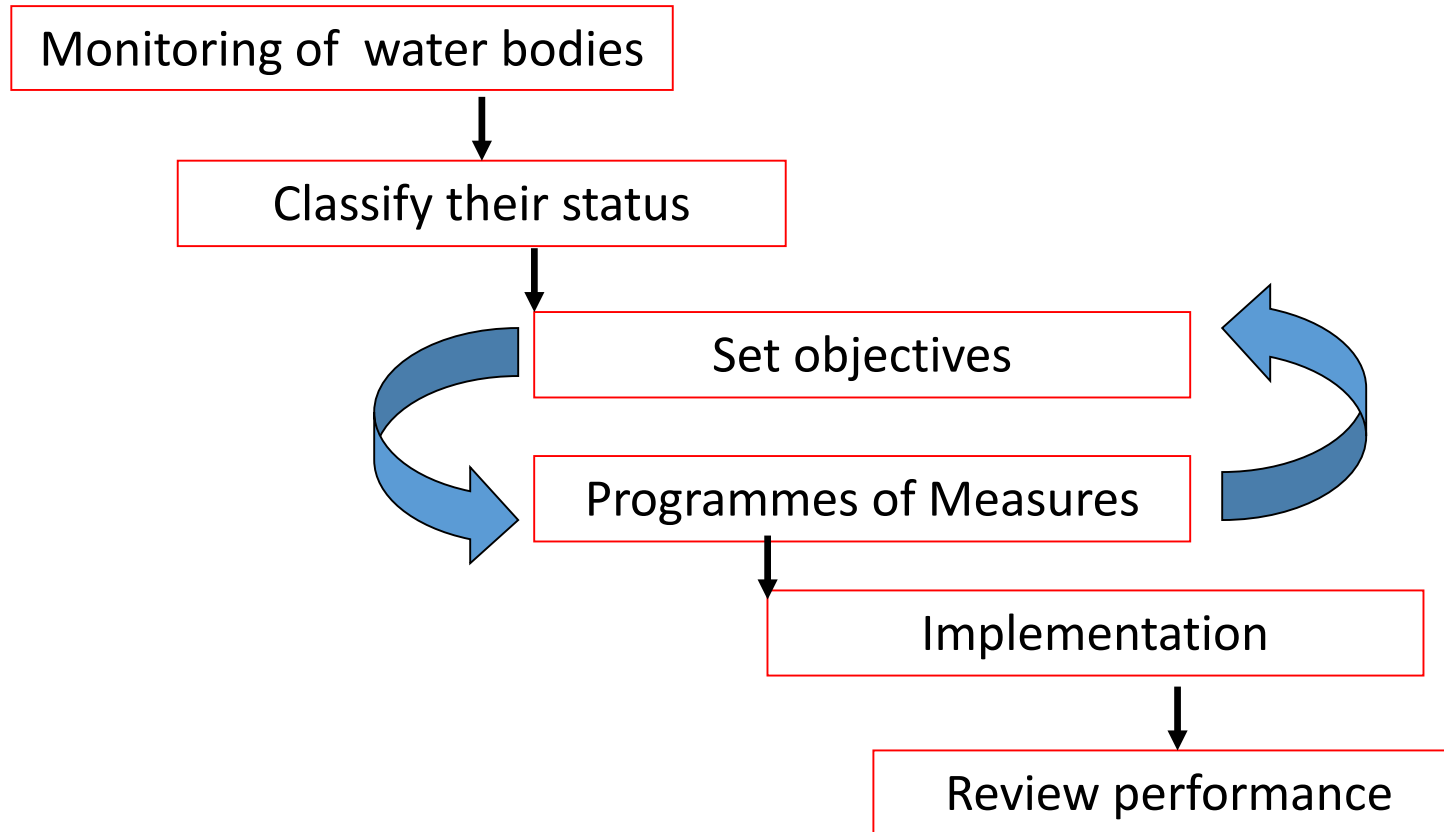 Monitoring of  water bodies
Classify their status
Set objectives
Programmes of Measures
Implementation
Review performance